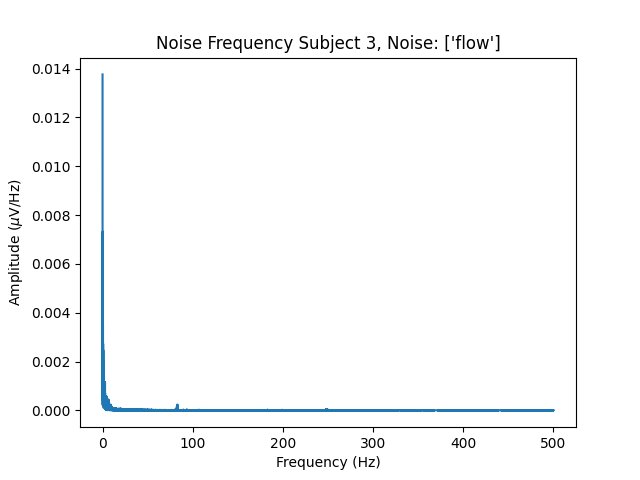 Noise Frequency Subject 3, Noise: ['flow']
0.014
0.012
0.010
0.008
0.006
0.004
0.002
0.000
Amplitude (μV/Hz)
0 100 200 300 400 500
Frequency (Hz)